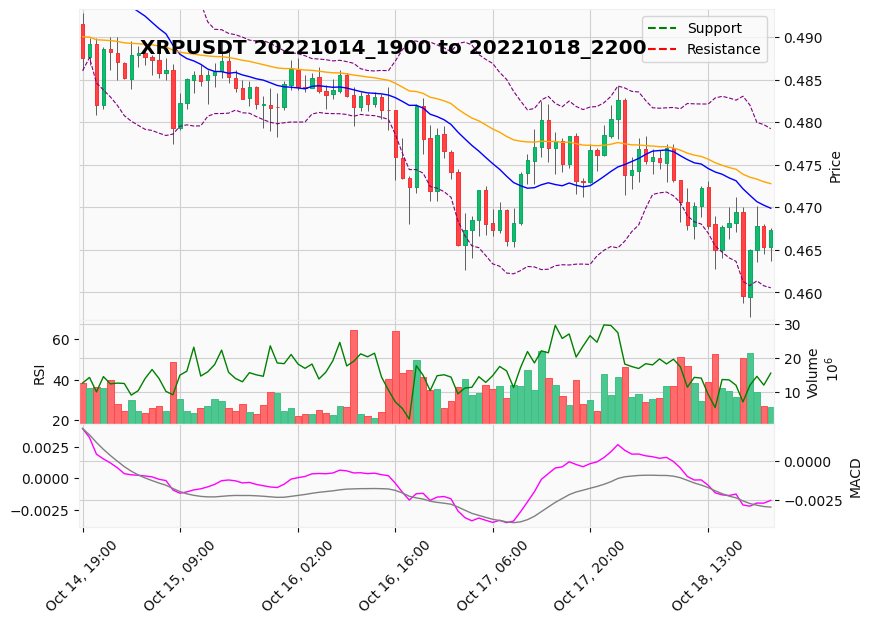 XRPUSDT 20221014_1900 to 20221018_2200
Support
Resistance
0.490
0.485
0.480
0.475
0.470
0.465
0.460
Price
60
40
20
RSI
30
20
10
Volume
10^6
0.0025
0.0000
−0.0025
0.0000
−0.0025
MACD
Oct 14, 19:00
Oct 15, 09:00
Oct 16, 02:00
Oct 16, 16:00
Oct 17, 06:00
Oct 17, 20:00
Oct 18, 13:00